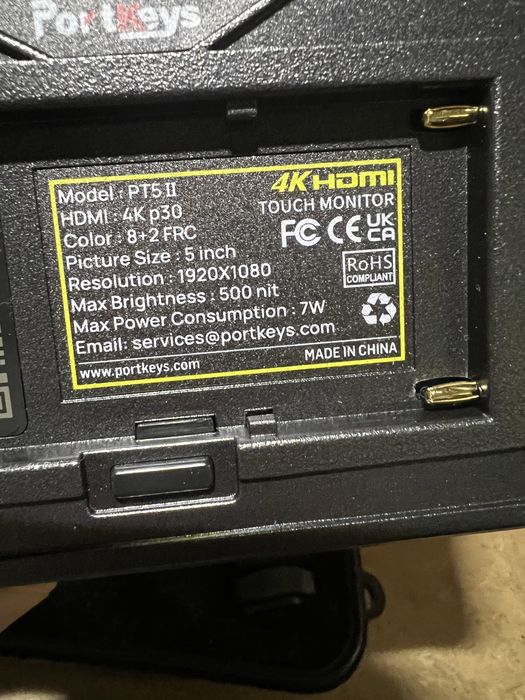 PortKeys
Model : PT5 II
HDMI : 4K p30
Color : 8+2 FRC
Picture Size : 5 inch
Resolution : 1920X1080
Max Brightness : 500 nit
Max Power Consumption : 7W
Email: services@portkeys.com
www.portkeys.com
4K HDMI
TOUCH MONITOR
FC CE UK
CA
RoHS
COMPLIANT
MADE IN CHINA